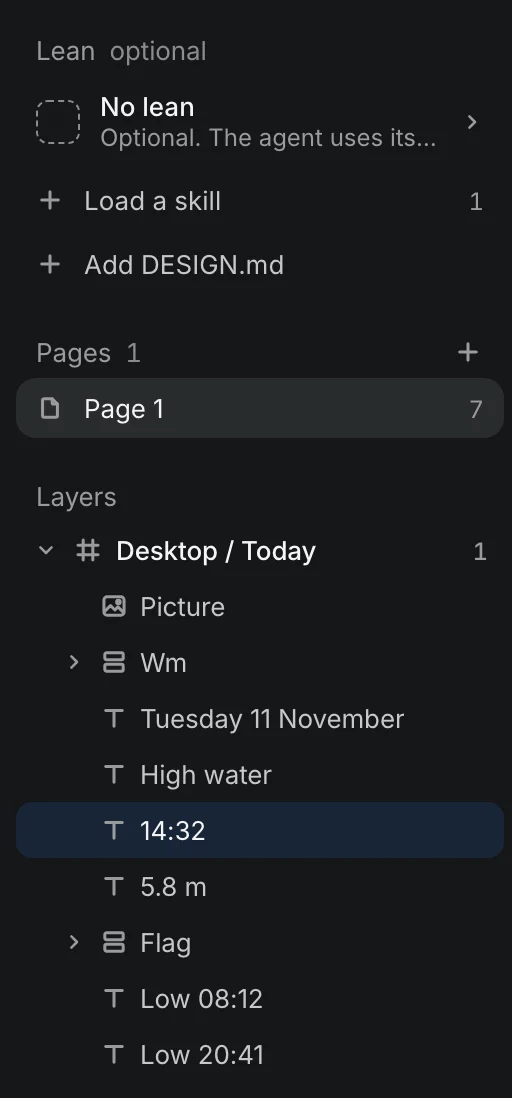 Lean optional
No lean
Optional. The agent uses its...
Load a skill 1
Add DESIGN.md
Pages 1
Page 1 7
Layers
Desktop / Today 1
Picture
Wm
Tuesday 11 November
High water
14:32
5.8 m
Flag
Low 08:12
Low 20:41